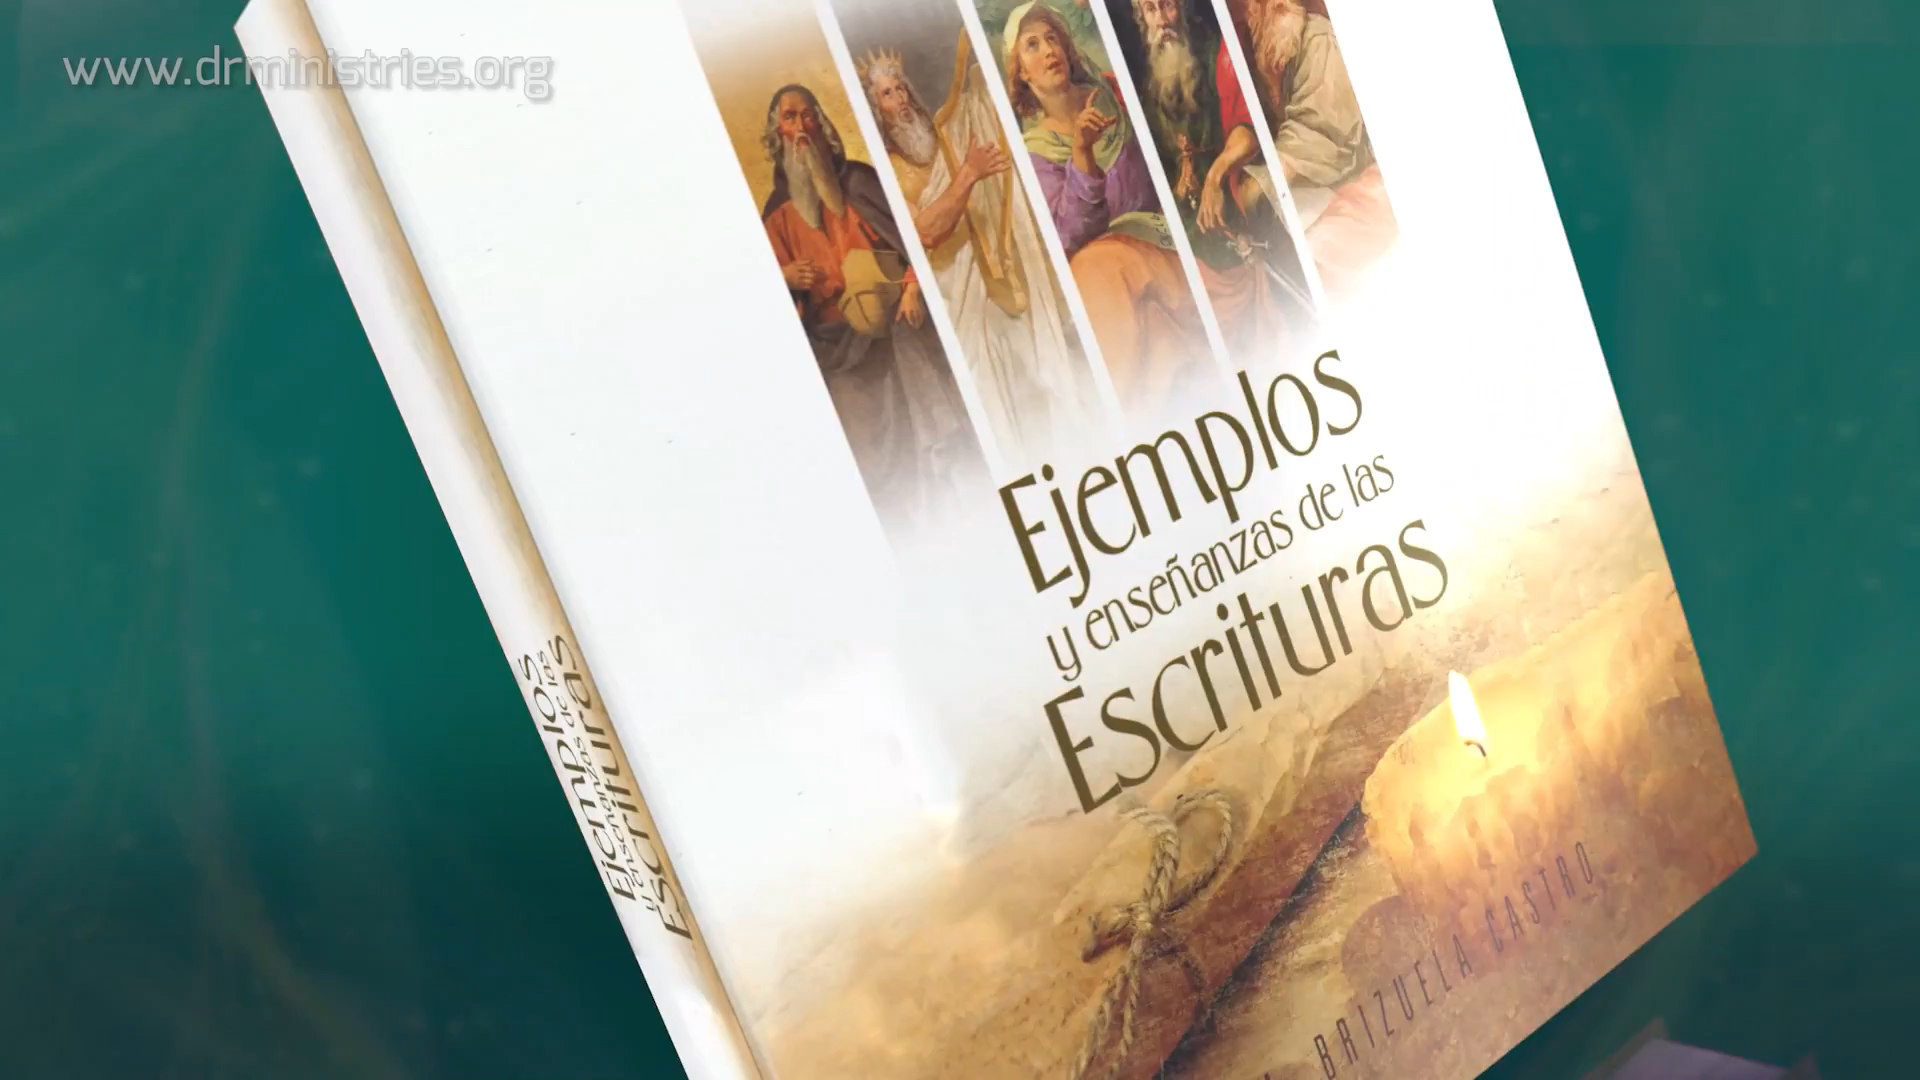 www.drministries.org
Ejemplos
y enseñanzas de las
Escrituras
BRIZUELA CASTRO
Ejemplos
y enseñanzas de las
Escrituras